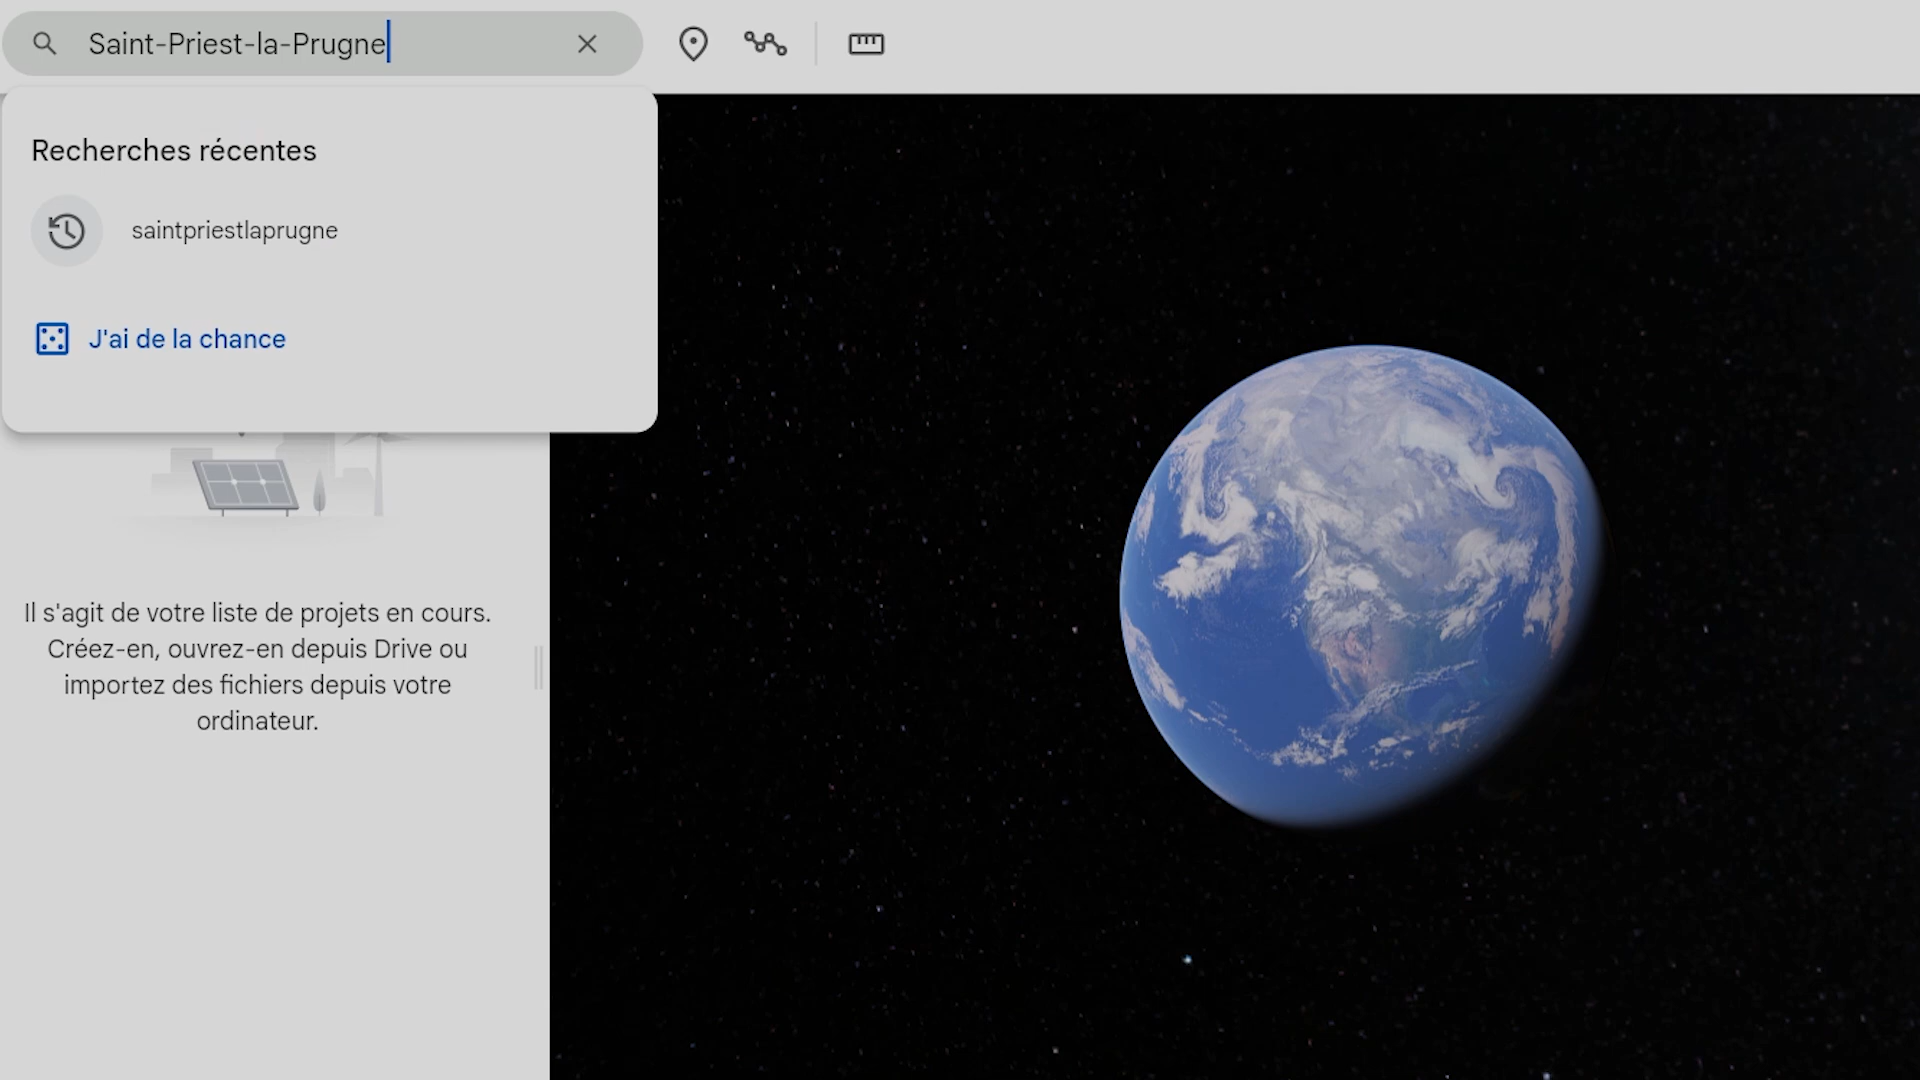 Saint-Priest-la-Prugne
Recherches récentes
saintpriestlaprugne
J'ai de la chance
Il s'agit de votre liste de projets en cours.
Créez-en, ouvrez-en depuis Drive ou
importez des fichiers depuis votre
ordinateur.